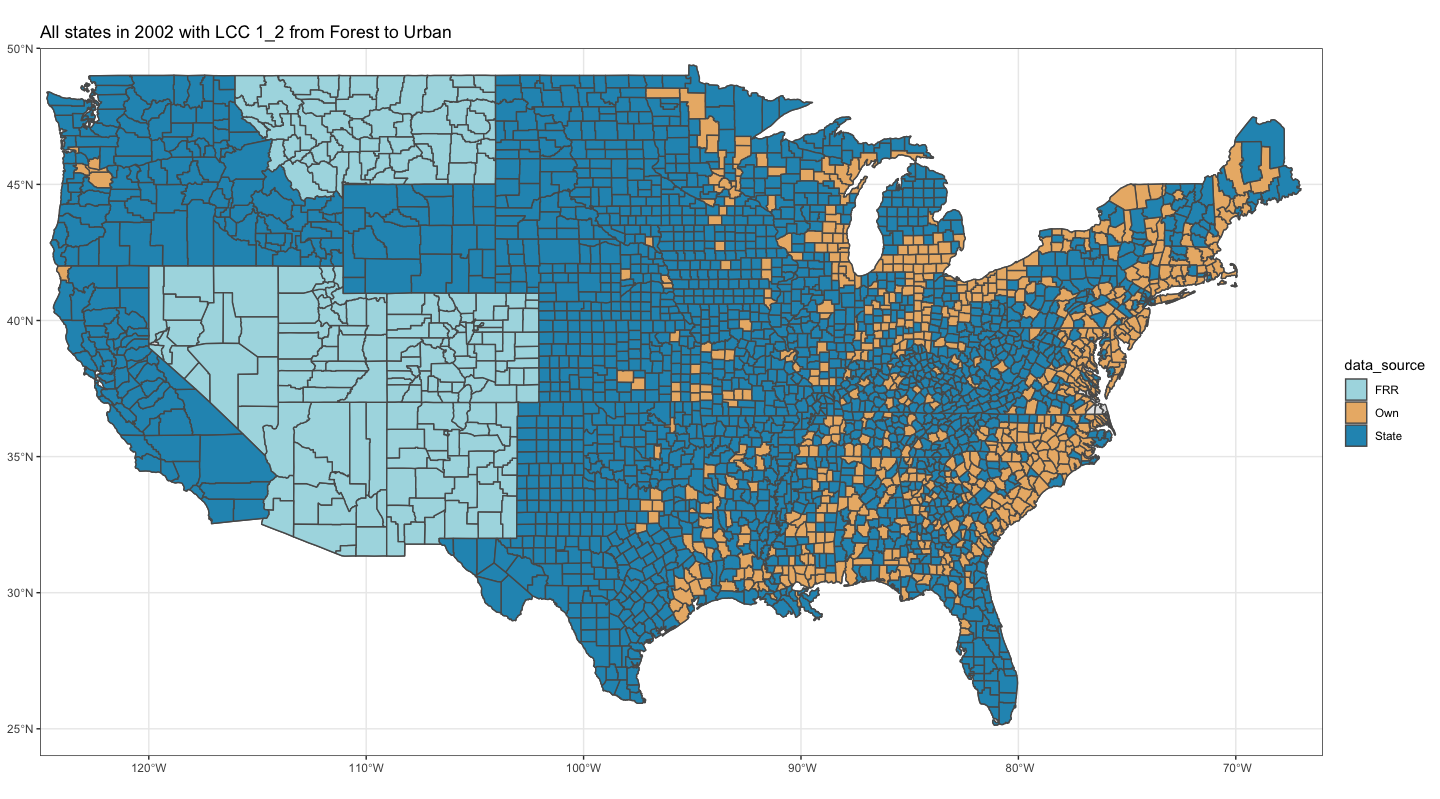 All states in 2002 with LCC 1_2 from Forest to Urban
50°N
45°N
40°N
35°N
30°N
25°N
120°W
110°W
100°W
90°W
80°W
70°W
data_source
FRR
Own
State